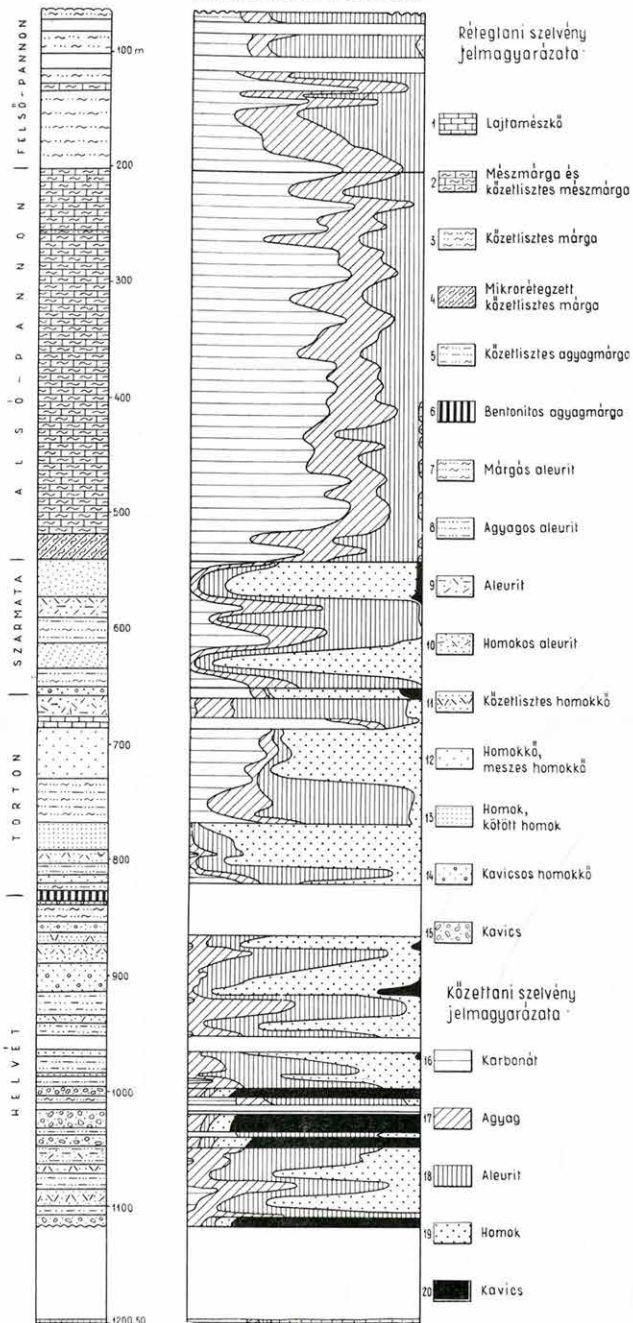 FELSŐ-PANNON
ALSÓ-PANNON
SZARMATA
TORTON
HELVÉT
100 m
200
300
400
500
600
700
800
900
1000
1100
1200,50
Rétegtani szelvény
jelmagyarázata
1 Lajtamészkő
2 Mészmárga és
kőzetlisztes mészmárga
3 Kőzetlisztes márga
4 Mikrorétegzett
kőzetlisztes márga
5 Kőzetlisztes agyagmárga
6 Bentonitos agyagmárga
7 Márgás aleurit
8 Agyagos aleurit
9 Aleurit
10 Homokos aleurit
11 Kőzetlisztes homokkő
12 Homokkő,
meszes homokkő
13 Homok,
kötött homok
14 Kavicsos homokkő
15 Kavics
Kőzettani szelvény
jelmagyarázata
16 Karbonát
17 Agyag
18 Aleurit
19 Homok
20 Kavics